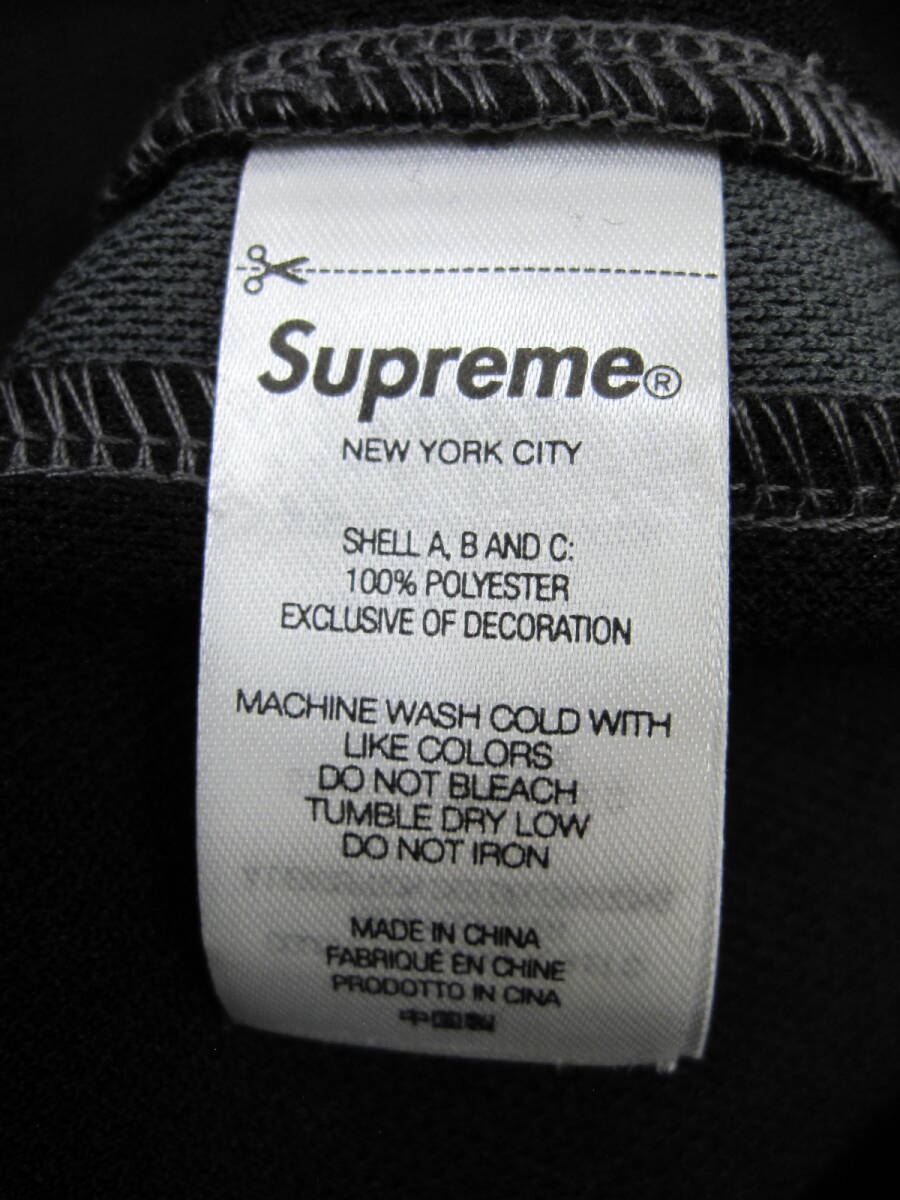 Supreme®
NEW YORK CITY
SHELL A, B AND C:
100% POLYESTER
EXCLUSIVE OF DECORATION
MACHINE WASH COLD WITH
LIKE COLORS
DO NOT BLEACH
TUMBLE DRY LOW
DO NOT IRON
MADE IN CHINA
FABRIQUÉ EN CHINE
PRODOTTO IN CINA
中国製